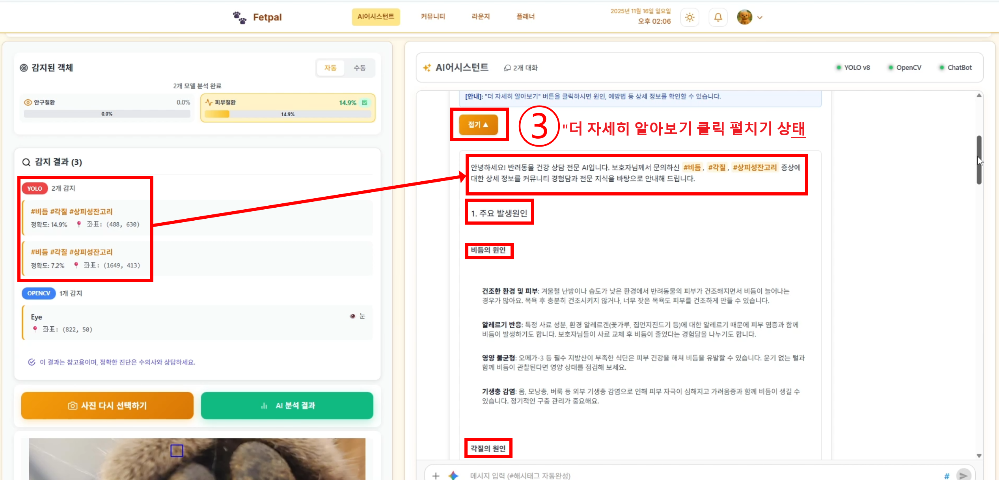 Fetpal
AI어시스턴트
커뮤니티
라운지
플래너
2025년 11월 16일 일요일
오후 02:06
감지된 객체
자동
수동
2개 모델 분석 완료
안구질환
0.0%
0.0%
피부질환
14.9%
14.9%
감지 결과 (3)
YOLO 2개 감지
#비듬 #각질 #상피성잔고리
정확도: 14.9% 좌표: (488, 630)
#비듬 #각질 #상피성잔고리
정확도: 7.2% 좌표: (1649, 413)
OPENCV 1개 감지
Eye
눈
좌표: (822, 50)
이 결과는 참고용이며, 정확한 진단은 수의사와 상담하세요.
사진 다시 선택하기
AI 분석 결과
AI어시스턴트
2개 대화
YOLO v8
OpenCV
ChatBot
[안내]: "더 자세히 알아보기" 버튼을 클릭하시면 원인, 예방법 등 상세 정보를 확인할 수 있습니다.
접기 ▲
③ "더 자세히 알아보기 클릭 펼치기 상태
안녕하세요! 반려동물 건강 상담 전문 AI입니다. 보호자님께서 문의하신 #비듬, #각질, #상피성잔고리 증상에
대한 상세 정보를 커뮤니티 경험담과 전문 지식을 바탕으로 안내해 드립니다.
1. 주요 발생원인
비듬의 원인
건조한 환경 및 피부: 겨울철 난방이나 습도가 낮은 환경에서 반려동물의 피부가 건조해지면서 비듬이 늘어나는
경우가 많아요. 목욕 후 충분히 건조시키지 않거나, 너무 잦은 목욕도 피부를 건조하게 만들 수 있습니다.
알레르기 반응: 특정 사료 성분, 환경 알레르겐(꽃가루, 집먼지진드기 등)에 대한 알레르기 때문에 피부 염증과 함께
비듬이 발생하기도 합니다. 보호자님들이 사료 교체 후 비듬이 줄었다는 경험담을 나누기도 합니다.
영양 불균형: 오메가-3 등 필수 지방산이 부족한 식단은 피부 건강을 해쳐 비듬을 유발할 수 있습니다. 윤기 없는 털과
함께 비듬이 관찰된다면 영양 상태를 점검해 보세요.
기생충 감염: 옴, 모낭충, 벼룩 등 외부 기생충 감염으로 인해 피부 자극이 심해지고 가려움증과 함께 비듬이 생길 수
있습니다. 정기적인 구충 관리가 중요해요.
각질의 원인
메시지 입력 (#해시태그 자동완성)
#